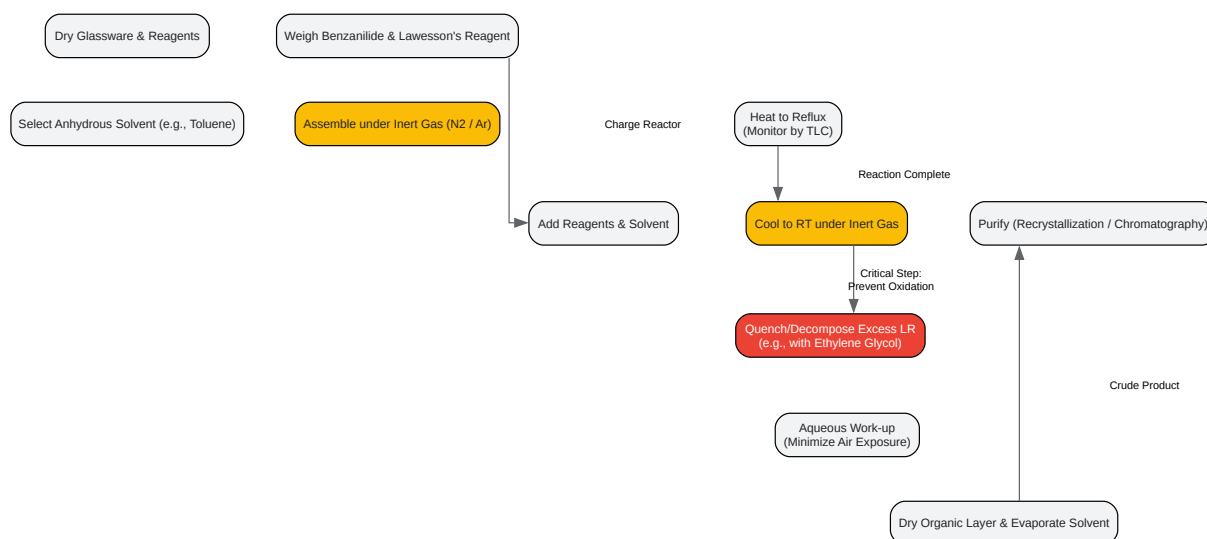 Dry Glassware & Reagents
Weigh Benzanilide & Lawesson's Reagent
Select Anhydrous Solvent (e.g., Toluene)
Assemble under Inert Gas (N2 / Ar)
Charge Reactor
Heat to Reflux
(Monitor by TLC)
Reaction Complete
Add Reagents & Solvent
Cool to RT under Inert Gas
Purify (Recrystallization / Chromatography)
Critical Step:
Prevent Oxidation
Quench/Decompose Excess LR
(e.g., with Ethylene Glycol)
Crude Product
Aqueous Work-up
(Minimize Air Exposure)
Dry Organic Layer & Evaporate Solvent